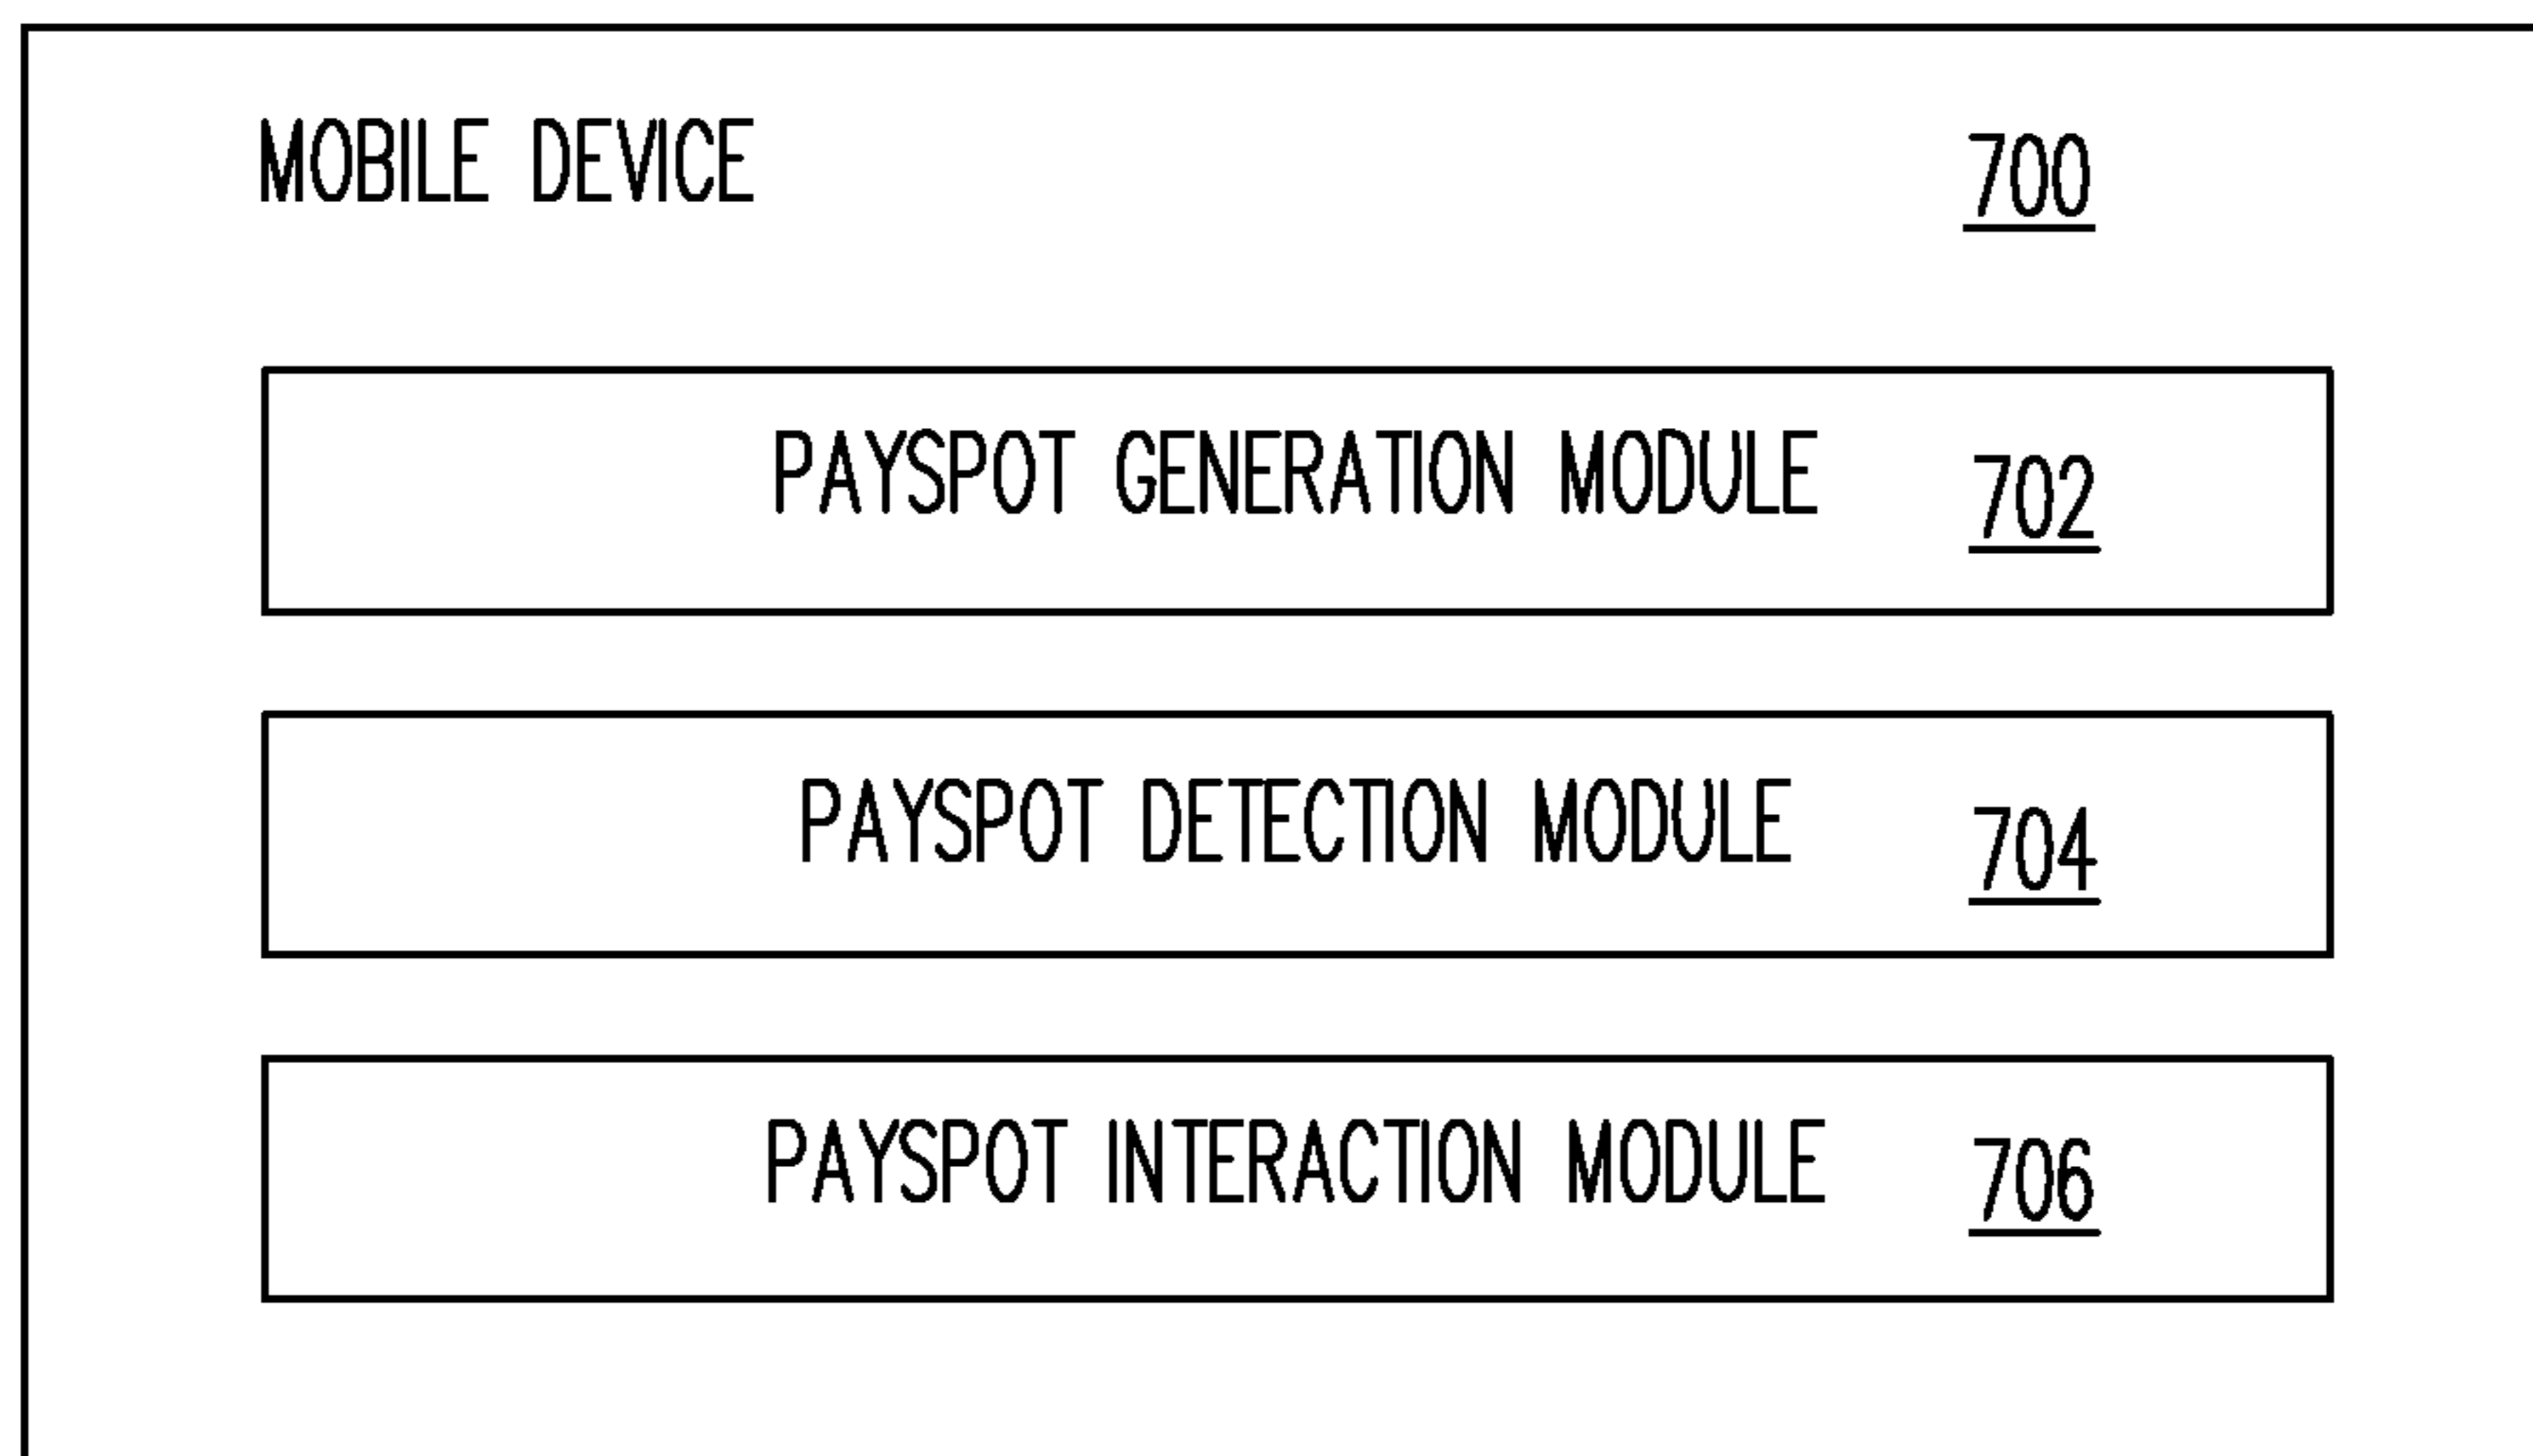 MOBILE DEVICE 700
PAYSPOT GENERATION MODULE 702
PAYSPOT DETECTION MODULE 704
PAYSPOT INTERACTION MODULE 706